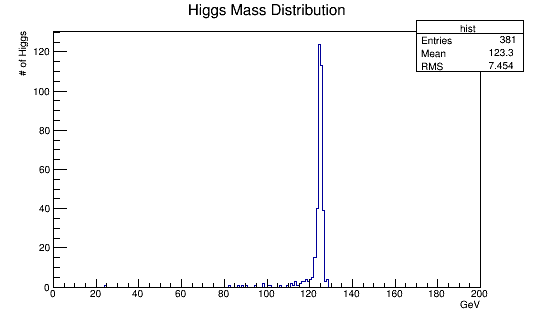 Higgs Mass Distribution
hist
Entries 381
Mean 123.3
RMS 7.454
# of Higgs
120
100
80
60
40
20
0
0 20 40 60 80 100 120 140 160 180 200
GeV